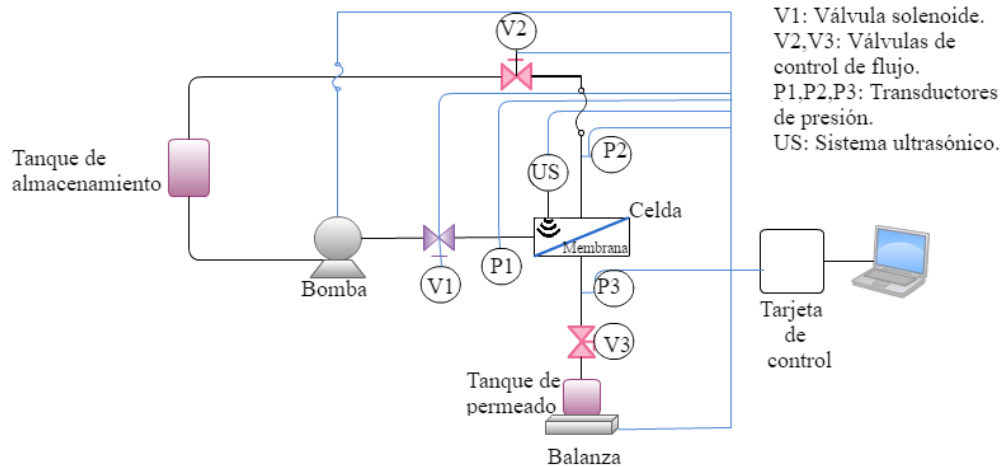 V1: Válvula solenoide.
V2,V3: Válvulas de
control de flujo.
P1,P2,P3: Transductores
de presión.
US: Sistema ultrasónico.
V2
P2
US
Tanque de
almacenamiento
Celda
Membrana
P1
V1
Bomba
P3
Tarjeta
de
control
V3
Tanque de
permeado
Balanza